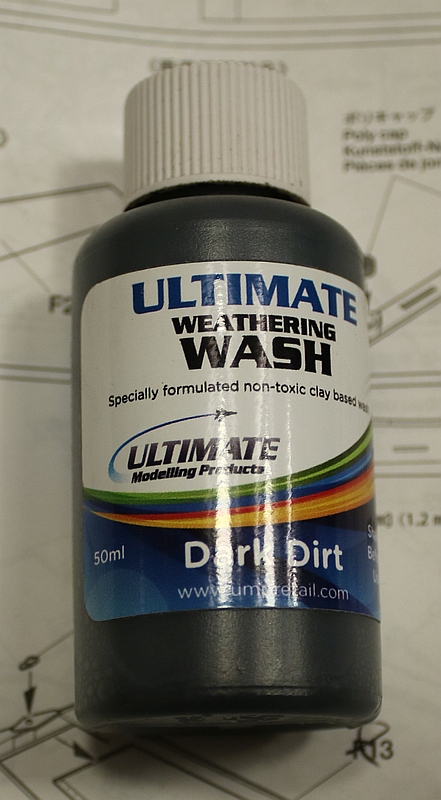 ポリキャップ
Poly cap
ULTIMATE
WEATHERING
WASH
Specially formulated non-toxic clay based
ULTIMATE
Modelling Products
50ml
Dark Dirt
www.umpretail.com